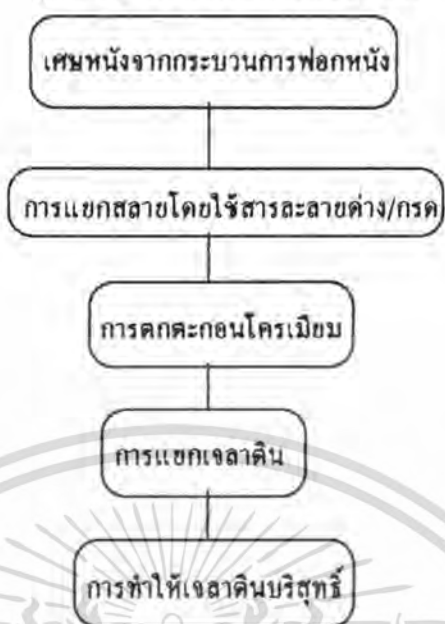 เศษหนังจากกระบวนการฟอกหนัง
การแยกสลายโดยใช้สารละลายด่าง/กรด
การตกตะกอนโครเมียม
การแยกเจลาติน
การทำให้เจลาตินบริสุทธิ์